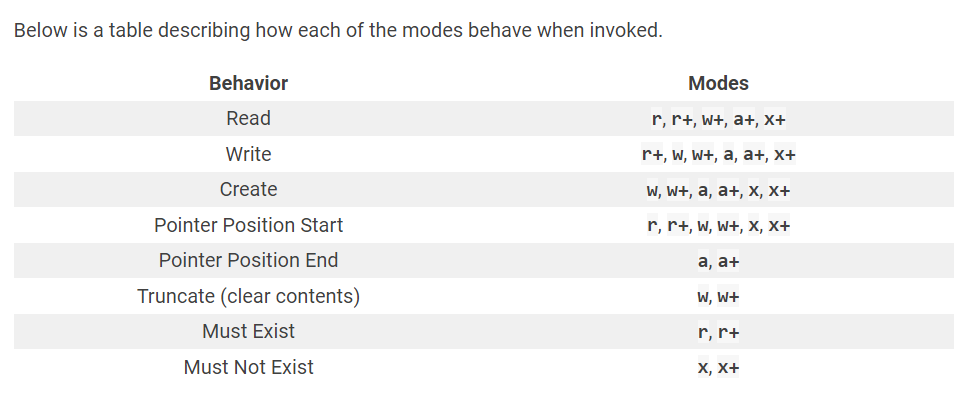 Below is a table describing how each of the modes behave when invoked.
Behavior Modes
Read r, r+, w+, a+, x+
Write r+, w, w+, a, a+, x+
Create w, w+, a, a+, x, x+
Pointer Position Start r, r+, w, w+, x, x+
Pointer Position End a, a+
Truncate (clear contents) w, w+
Must Exist r, r+
Must Not Exist x, x+